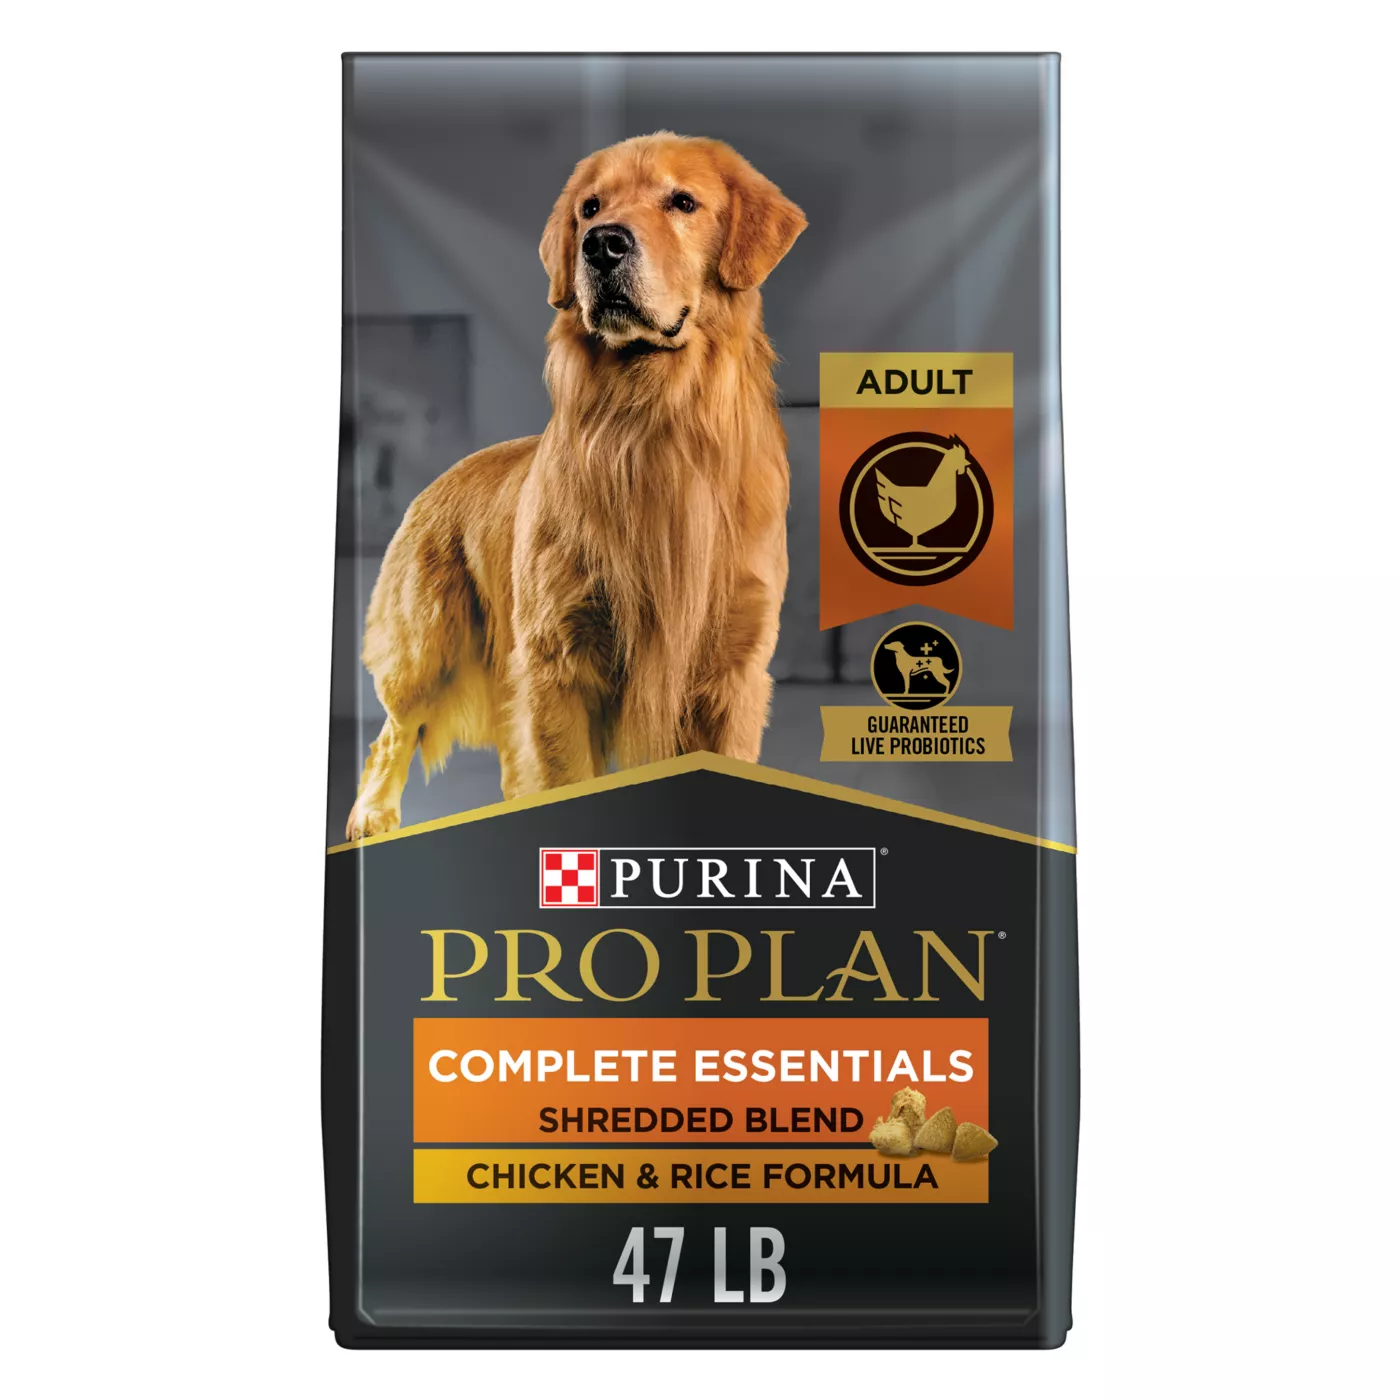 ADULT
GUARANTEED
LIVE PROBIOTICS
PURINA®
PRO PLAN®
COMPLETE ESSENTIALS
SHREDDED BLEND
CHICKEN & RICE FORMULA
47 LB